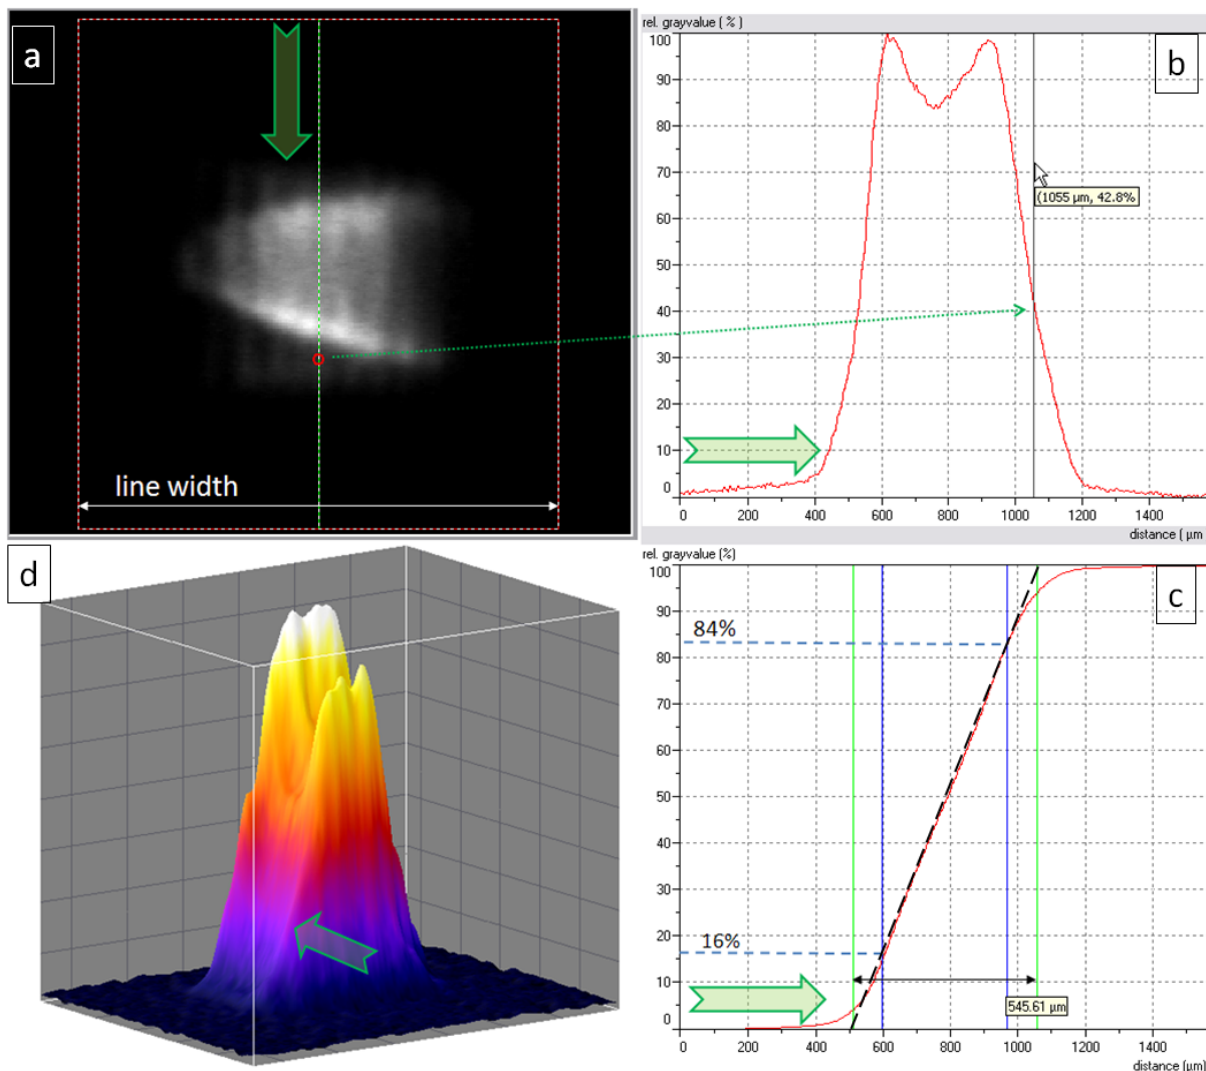 a
line width
rel. grayvalue ( % )
b
100
90
80
70
60
50
40
30
20
10
0
(1055 µm, 42.8%
0 200 400 600 800 1000 1200 1400
distance ( µm
d
rel. grayvalue (%)
c
100
90
80
70
60
50
40
30
20
10
0
84%
16%
545.61 µm
0 200 400 600 800 1000 1200 1400
distance (µm)